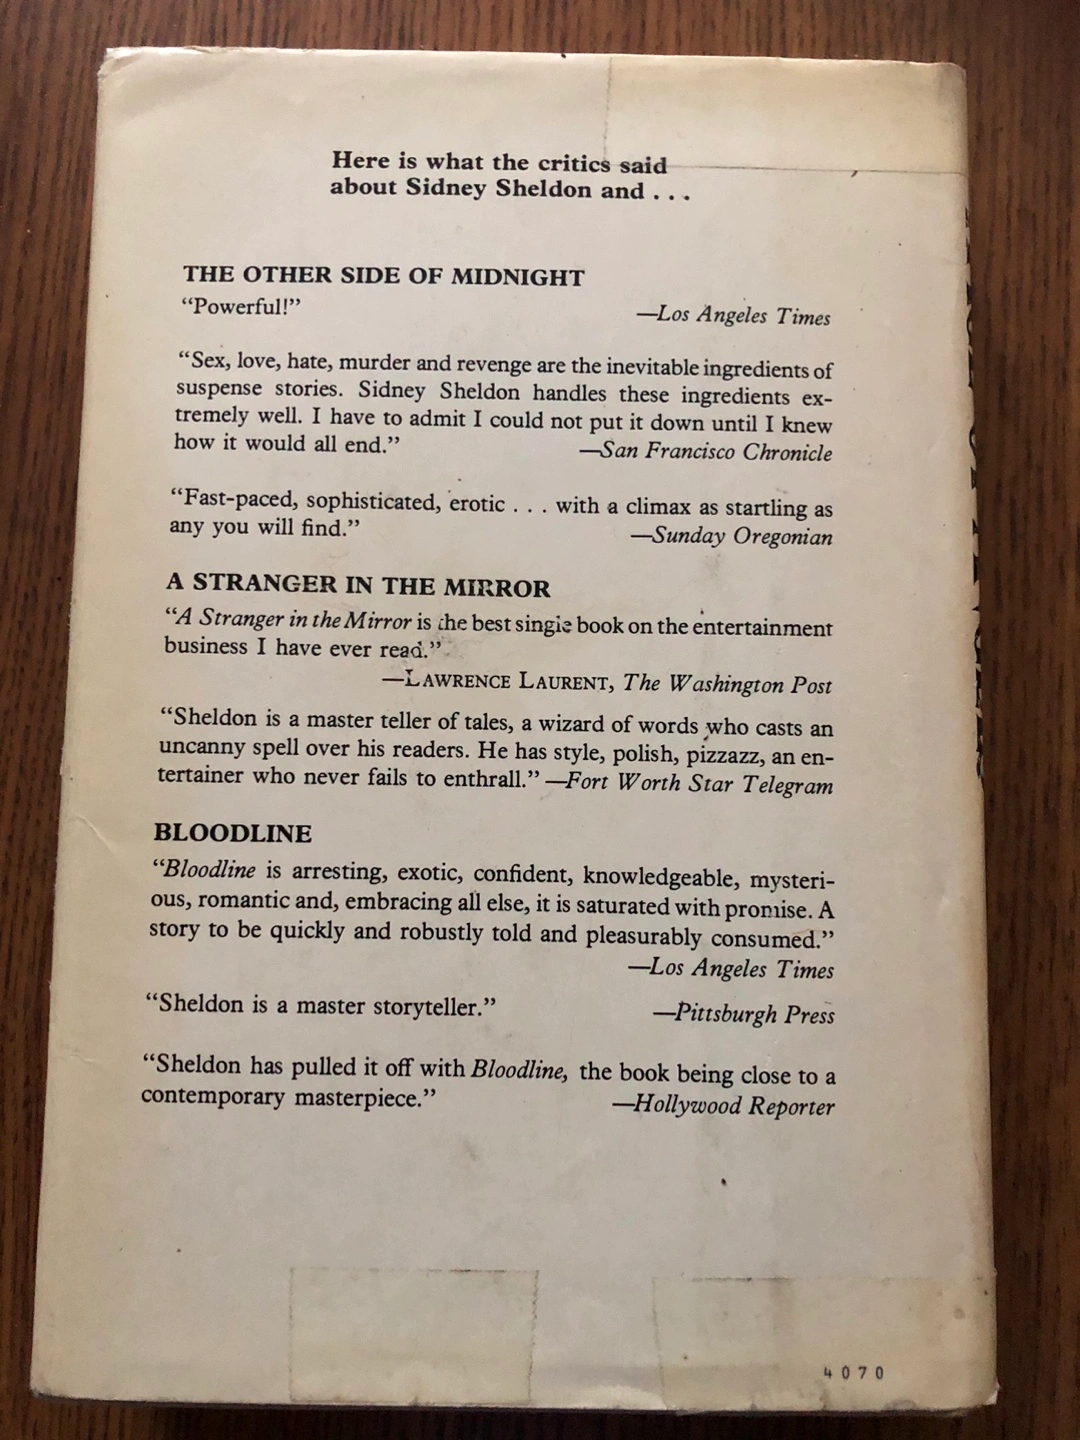 Here is what the critics said
about Sidney Sheldon and . . .
THE OTHER SIDE OF MIDNIGHT
“Powerful!” —Los Angeles Times
“Sex, love, hate, murder and revenge are the inevitable ingredients of
suspense stories. Sidney Sheldon handles these ingredients ex-
tremely well. I have to admit I could not put it down until I knew
how it would all end.” —San Francisco Chronicle
“Fast-paced, sophisticated, erotic . . . with a climax as startling as
any you will find.” —Sunday Oregonian
A STRANGER IN THE MIRROR
“A Stranger in the Mirror is the best single book on the entertainment
business I have ever read.”
—LAWRENCE LAURENT, The Washington Post
“Sheldon is a master teller of tales, a wizard of words who casts an
uncanny spell over his readers. He has style, polish, pizzazz, an en-
tertainer who never fails to enthrall.” —Fort Worth Star Telegram
BLOODLINE
“Bloodline is arresting, exotic, confident, knowledgeable, mysteri-
ous, romantic and, embracing all else, it is saturated with promise. A
story to be quickly and robustly told and pleasurably consumed.”
—Los Angeles Times
“Sheldon is a master storyteller.” —Pittsburgh Press
“Sheldon has pulled it off with Bloodline, the book being close to a
contemporary masterpiece.” —Hollywood Reporter
4070